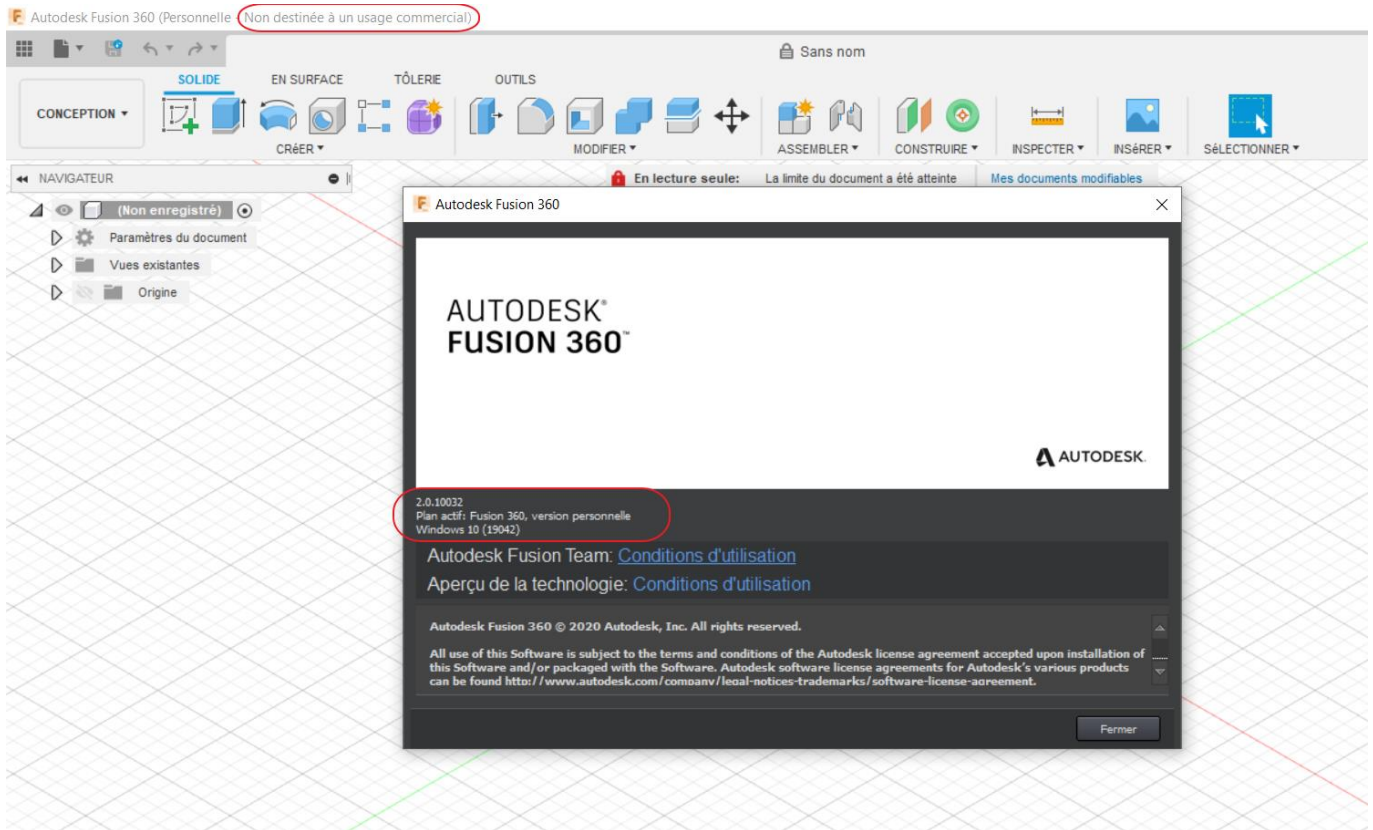 Autodesk Fusion 360 (Personnelle - Non destinée à un usage commercial)
Sans nom
SOLIDE EN SURFACE TÔLERIE OUTILS
CONCEPTION
CRéER MODIFIER ASSEMBLER CONSTRUIRE INSPECTER INSéRER SéLECTIONNER
NAVIGATEUR
En lecture seule: La limite du document a été atteinte Mes documents modifiables
(Non enregistré)
Paramètres du document
Vues existantes
Origine
Autodesk Fusion 360
AUTODESK®
FUSION 360™
AUTODESK.
2.0.10032
Plan actif: Fusion 360, version personnelle
Windows 10 (19042)
Autodesk Fusion Team: Conditions d'utilisation
Aperçu de la technologie: Conditions d'utilisation
Autodesk Fusion 360 © 2020 Autodesk, Inc. All rights reserved.
All use of this Software is subject to the terms and conditions of the Autodesk license agreement accepted upon installation of
this Software and/or packaged with the Software. Autodesk software license agreements for Autodesk's various products
can be found http://www.autodesk.com/company/legal-notices-trademarks/software-license-agreement.
Fermer